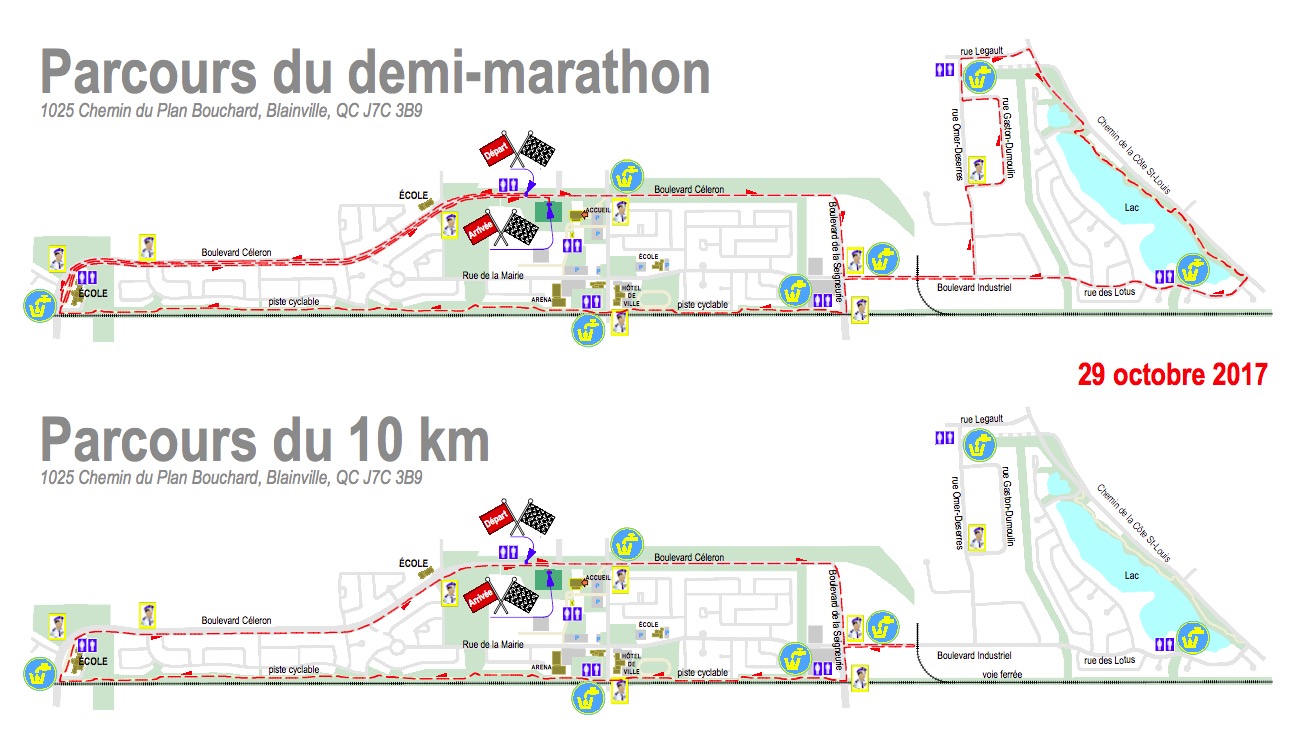 Parcours du demi-marathon
1025 Chemin du Plan Bouchard, Blainville, QC J7C 3B9
rue Legault
rue Omer-Deserres
rue Gaston-Dumoulin
Chemin de la Côte St-Louis
Lac
Départ
ÉCOLE
Boulevard Céleron
ACCUEIL
Arrivée
P
P
Boulevard de la Seigneurie
Boulevard Céleron
ÉCOLE
P
Rue de la Mairie
P
P
ÉCOLE
ARENA
HÔTEL
DE
VILLE
piste cyclable
piste cyclable
Boulevard Industriel
rue des Lotus
29 octobre 2017
Parcours du 10 km
1025 Chemin du Plan Bouchard, Blainville, QC J7C 3B9
rue Legault
rue Omer-Deserres
rue Gaston-Dumoulin
Chemin de la Côte St-Louis
Lac
Départ
ÉCOLE
Boulevard Céleron
ACCUEIL
Arrivée
P
P
Boulevard de la Seigneurie
Boulevard Céleron
ÉCOLE
P
Rue de la Mairie
P
P
ÉCOLE
ARENA
HÔTEL
DE
VILLE
piste cyclable
piste cyclable
Boulevard Industriel
rue des Lotus
voie ferrée